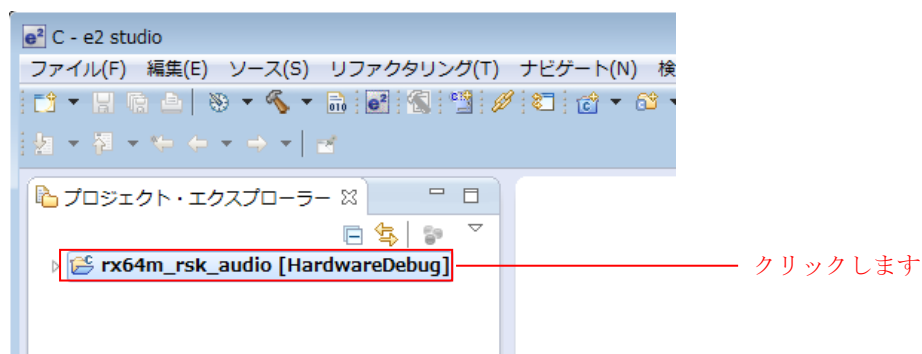 C - e2 studio
ファイル(F) 編集(E) ソース(S) リファクタリング(T) ナビゲート(N) 検
プロジェクト・エクスプローラー
rx64m_rsk_audio [HardwareDebug]
クリックします